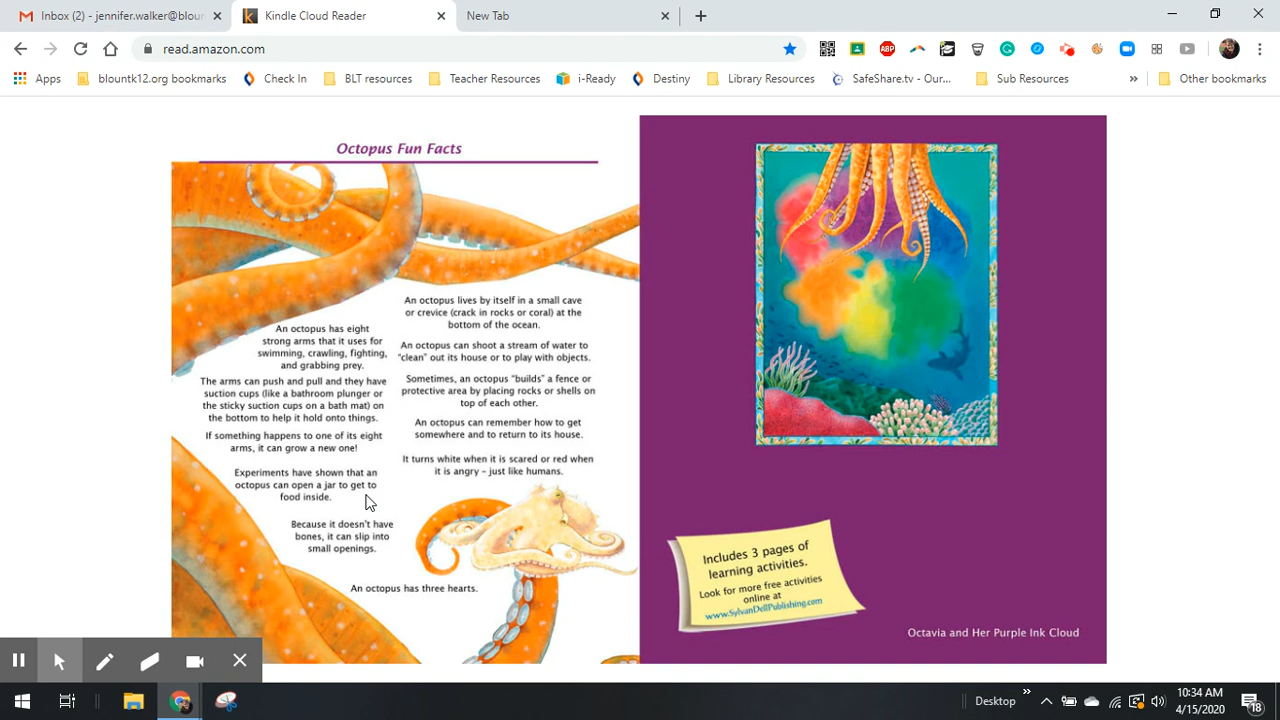 Inbox (2) - jennifer.walker@blour
Kindle Cloud Reader
New Tab
read.amazon.com
ABP
Apps
blountk12.org bookmarks
Check In
BLT resources
Teacher Resources
i-Ready
Destiny
Library Resources
SafeShare.tv - Our...
Sub Resources
»
Other bookmarks
Octopus Fun Facts
An octopus has eight
strong arms that it uses for
swimming, crawling, fighting,
and grabbing prey.
The arms can push and pull and they have
suction cups (like a bathroom plunger or
the sticky suction cups on a bath mat) on
the bottom to help it hold onto things.
If something happens to one of its eight
arms, it can grow a new one!
Experiments have shown that an
octopus can open a jar to get to
food inside.
Because it doesn't have
bones, it can slip into
small openings.
An octopus has three hearts.
An octopus lives by itself in a small cave
or crevice (crack in rocks or coral) at the
bottom of the ocean.
An octopus can shoot a stream of water to
"clean" out its house or to play with objects.
Sometimes, an octopus "builds" a fence or
protective area by placing rocks or shells on
top of each other.
An octopus can remember how to get
somewhere and to return to its house.
It turns white when it is scared or red when
it is angry – just like humans.
Includes 3 pages of
learning activities.
Look for more free activities
online at
www.SylvanDellPublishing.com
Octavia and Her Purple Ink Cloud
Desktop
»
10:34 AM
4/15/2020
18